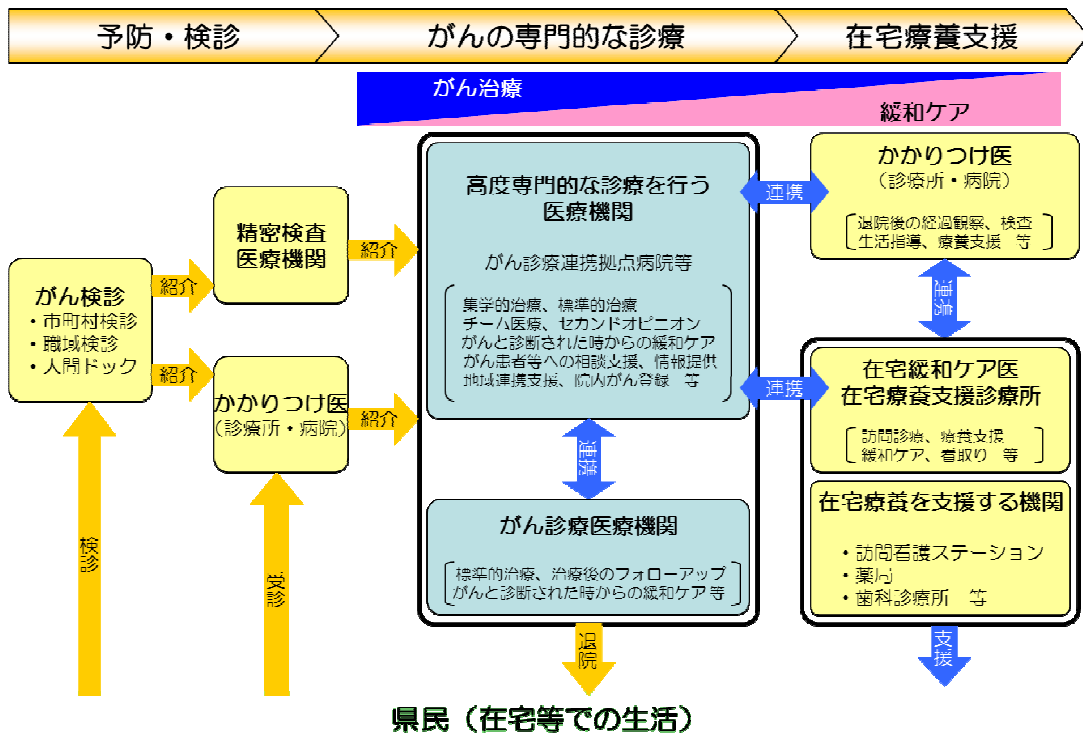 予防・検診
がんの専門的な診療
在宅療養支援
がん治療
緩和ケア
がん検診
・市町村検診
・職域検診
・人間ドック
紹介
紹介
精密検査
医療機関
かかりつけ医
（診療所・病院）
紹介
紹介
高度専門的な診療を行う
医療機関
がん診療連携拠点病院等
集学的治療、標準的治療
チーム医療、セカンドオピニオン
がんと診断された時からの緩和ケア
がん患者等への相談支援、情報提供
地域連携支援、院内がん登録　等
連携
がん診療医療機関
標準的治療、治療後のフォローアップ
がんと診断された時からの緩和ケア等
連携
連携
かかりつけ医
（診療所・病院）
退院後の経過観察、検査
生活指導、療養支援　等
連携
在宅緩和ケア医
在宅療養支援診療所
訪問診療、療養支援
緩和ケア、看取り　等
在宅療養を支援する機関
・訪問看護ステーション
・薬局
・歯科診療所　等
検診
受診
退院
支援
県民（在宅等での生活）